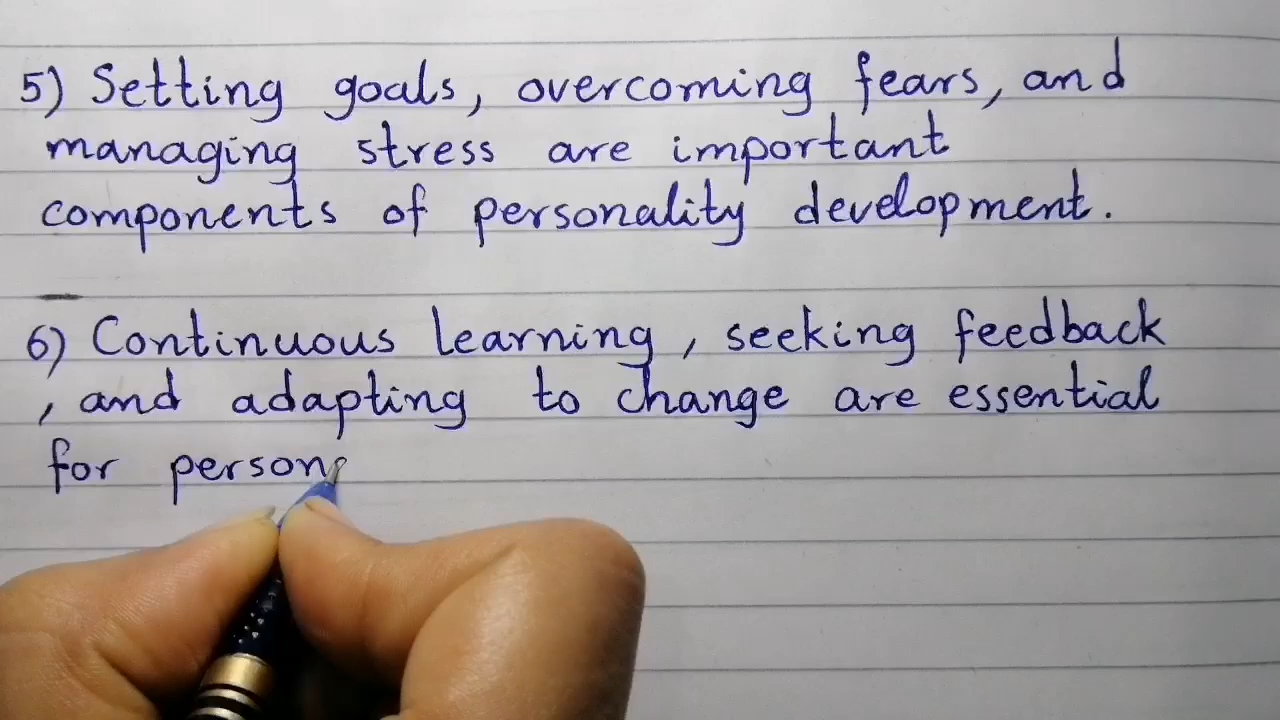 5) Setting goals, overcoming fears, and
managing stress are important
components of personality development.
6) Continuous learning, seeking feedback
, and adapting to change are essential
for person